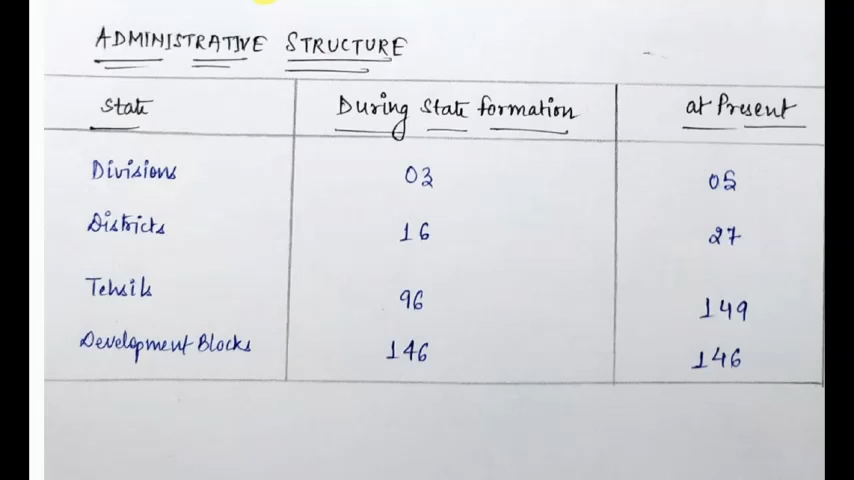 ADMINISTRATIVE STRUCTURE
State During State formation at Present
Divisions 03 05
Districts 16 27
Tehsils 96 149
Development Blocks 146 146